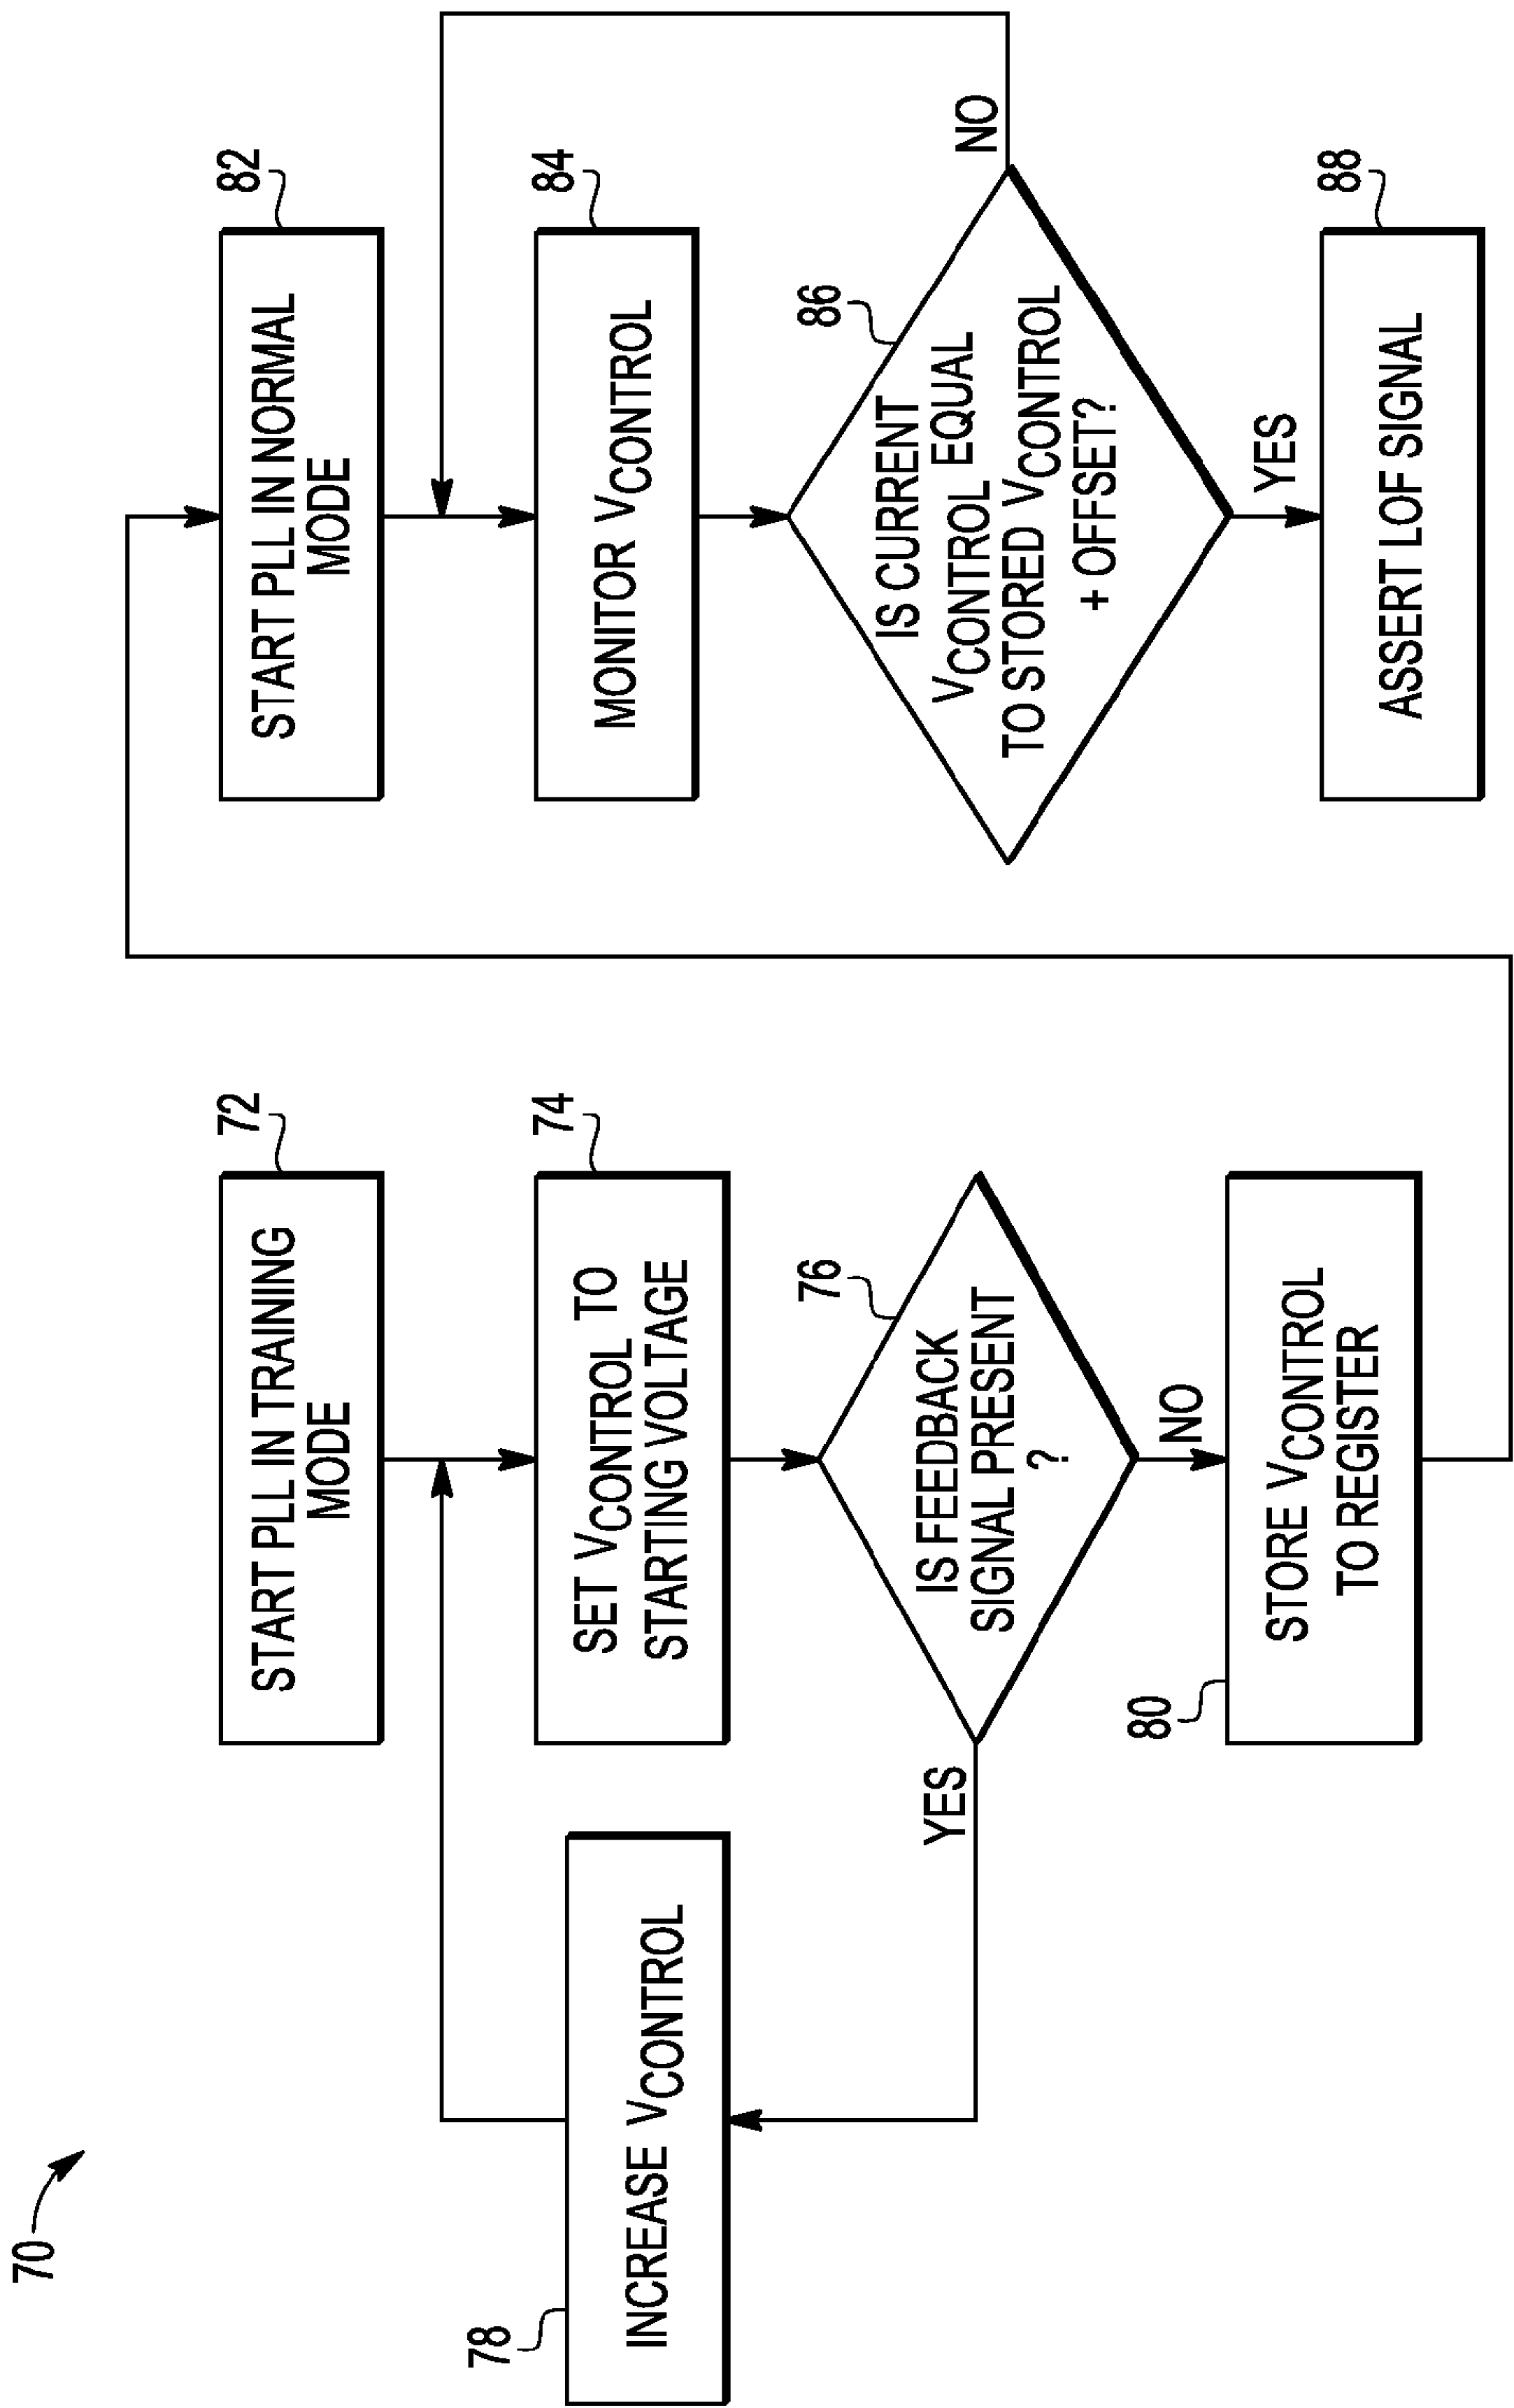 70
72
START PLL IN TRAINING
MODE
74
SET VCONTROL TO
STARTING VOLTAGE
76
IS FEEDBACK
SIGNAL PRESENT
?
YES
NO
78
INCREASE VCONTROL
80
STORE VCONTROL
TO REGISTER
82
START PLL IN NORMAL
MODE
84
MONITOR VCONTROL
86
IS CURRENT
VCONTROL EQUAL
TO STORED VCONTROL
+ OFFSET?
NO
YES
88
ASSERT LOF SIGNAL